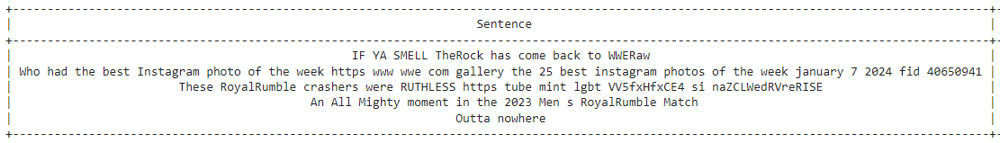 Sentence
IF YA SMELL TheRock has come back to WWERaw
Who had the best Instagram photo of the week https www wwe com gallery the 25 best instagram photos of the week january 7 2024 fid 40650941
These RoyalRumble crashers were RUTHLESS https tube mint lgbt VV5fxHfxCE4 si naZCLWedRVreRISE
An All Mighty moment in the 2023 Men s RoyalRumble Match
Outta nowhere